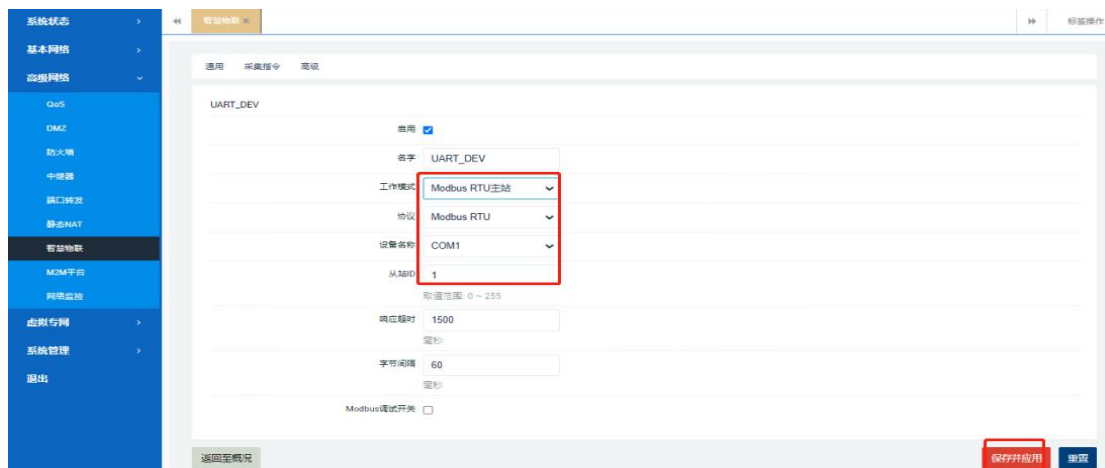 系统状态
基本网络
高级网络
QoS
DMZ
防火墙
中继器
端口转发
静态NAT
智慧物联
M2M平台
网络监控
虚拟专网
系统管理
退出
智慧物联
标签操作
通用 采集指令 高级
UART_DEV
启用
名字 UART_DEV
工作模式 Modbus RTU主站
协议 Modbus RTU
设备名称 COM1
从站ID 1
取值范围: 0 ~ 255
响应超时 1500
毫秒
字节间隔 60
毫秒
Modbus调试开关
返回至概况 保存并应用 重置